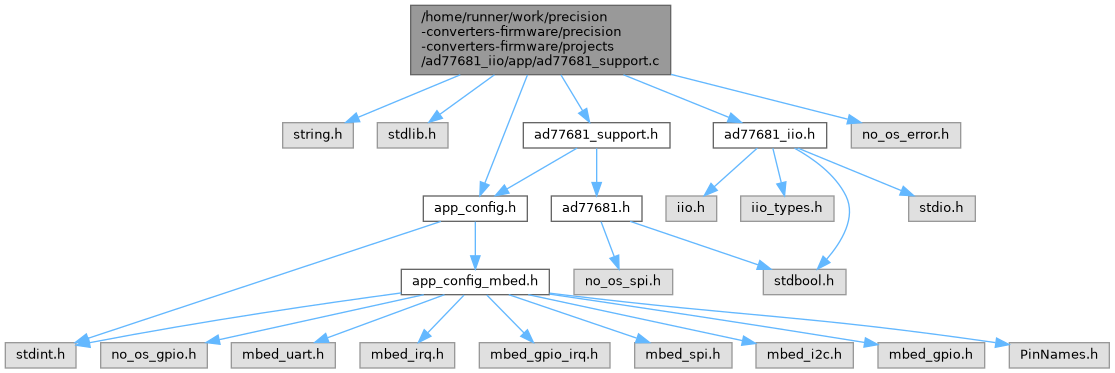 /home/runner/work/precision
-converters-firmware/precision
-converters-firmware/projects
/ad77681_iio/app/ad77681_support.c
string.h
stdlib.h
ad77681_support.h
ad77681_iio.h
no_os_error.h
app_config.h
ad77681.h
iio.h
iio_types.h
stdio.h
app_config_mbed.h
no_os_spi.h
stdbool.h
stdint.h
no_os_gpio.h
mbed_uart.h
mbed_irq.h
mbed_gpio_irq.h
mbed_spi.h
mbed_i2c.h
mbed_gpio.h
PinNames.h